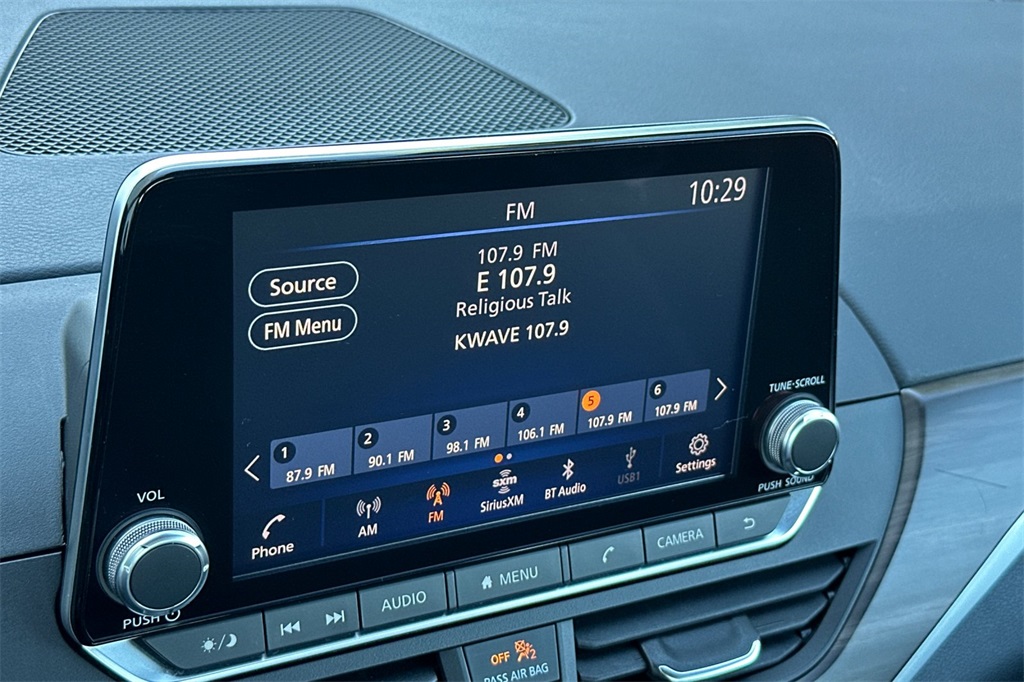 10:29
FM
107.9 FM
E 107.9
Religious Talk
KWAVE 107.9
Source
FM Menu
1 87.9 FM
2 90.1 FM
3 98.1 FM
4 106.1 FM
5 107.9 FM
6 107.9 FM
Phone
AM
FM
sxm
SiriusXM
BT Audio
USB1
Settings
TUNE·SCROLL
PUSH SOUND
VOL
PUSH
AUDIO
MENU
CAMERA
OFF 2
PASS AIR BAG